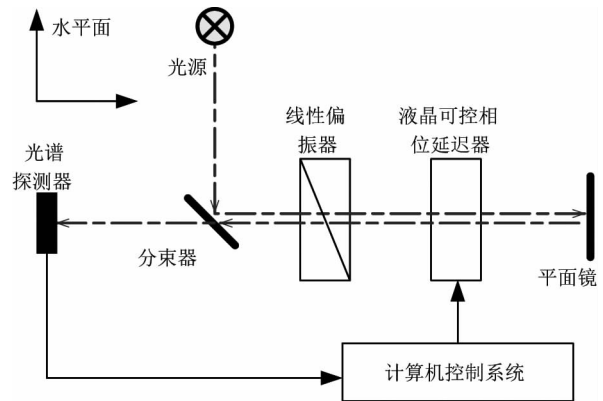 水平面
光源
线性偏
振器
液晶可控相
位延迟器
光谱
探测器
分束器
平面镜
计算机控制系统